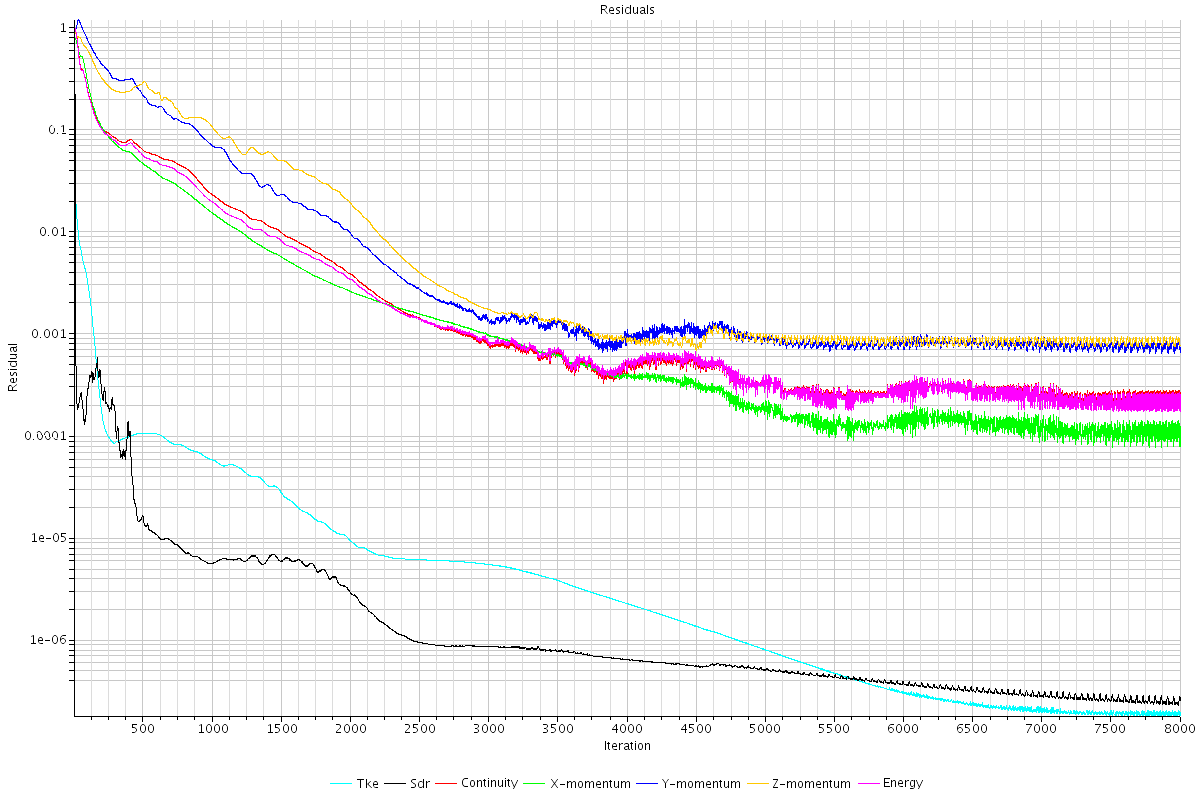 Residuals
1
0.1
0.01
0.001
0.0001
1e-05
1e-06
Residual
500 1000 1500 2000 2500 3000 3500 4000 4500 5000 5500 6000 6500 7000 7500 8000
Iteration
Tke Sdr Continuity X-momentum Y-momentum Z-momentum Energy